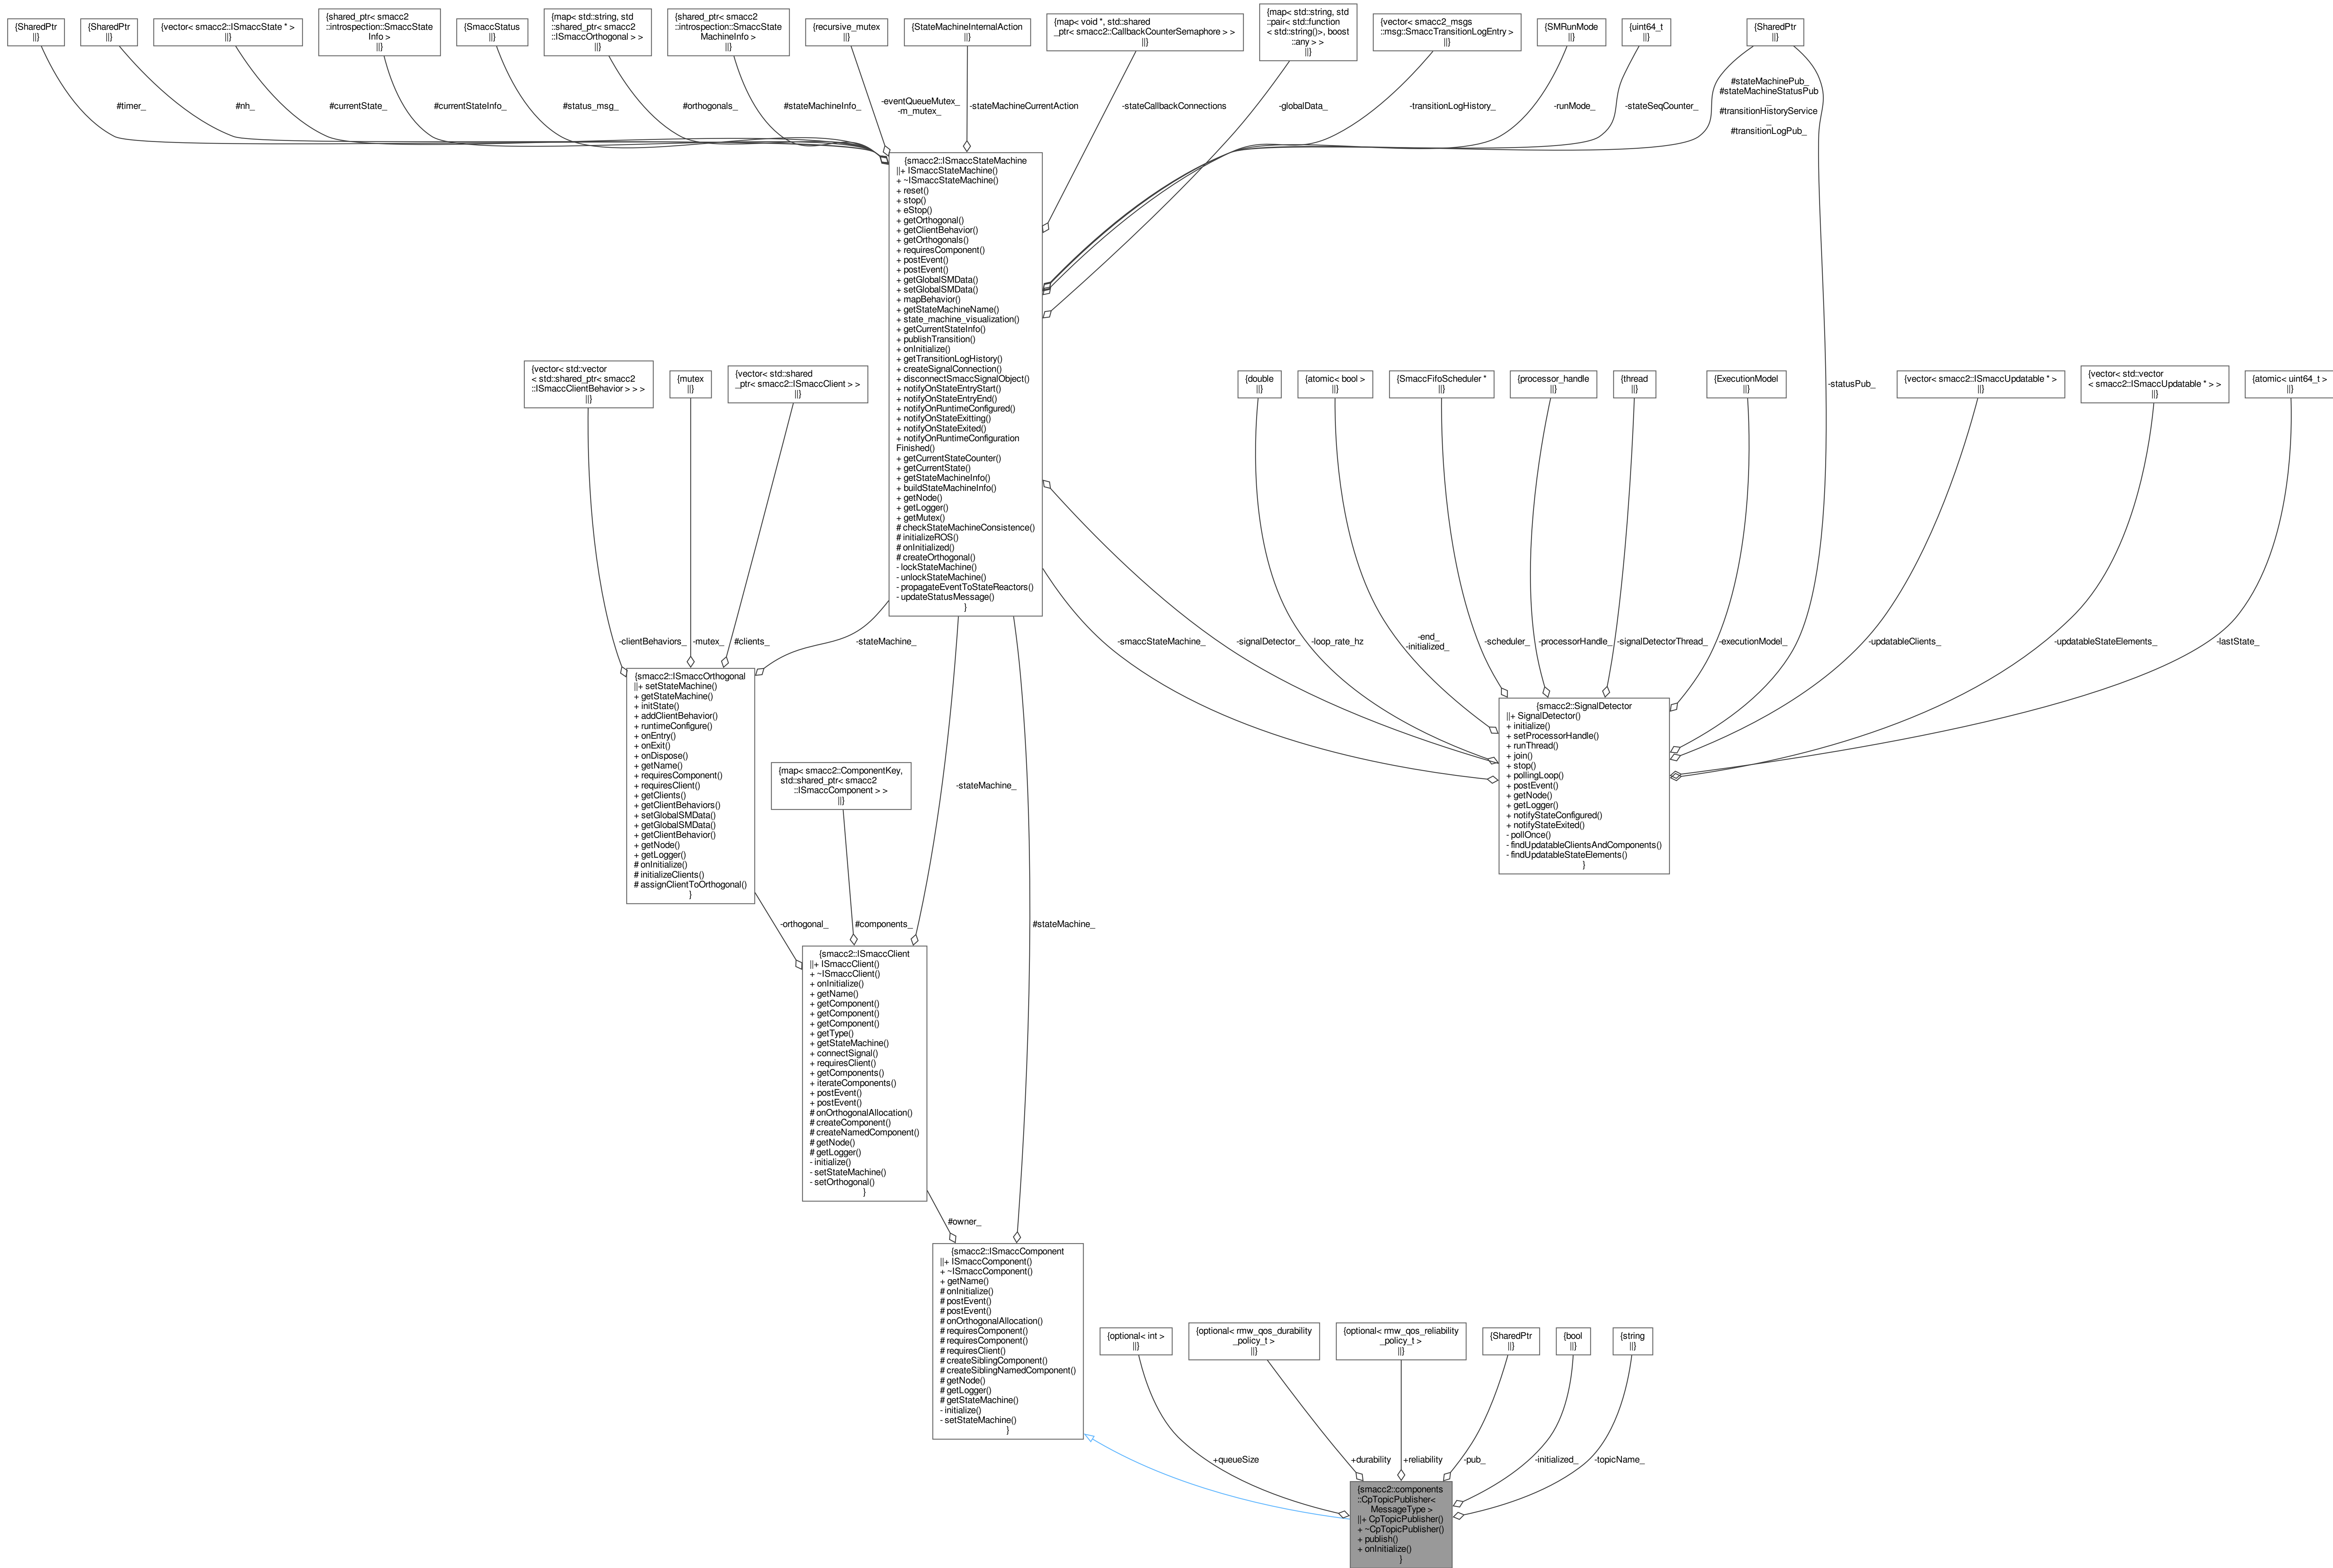 {SharedPtr
||}
{SharedPtr
||}
{vector< smacc2::ISmaccState * >
||}
{shared_ptr< smacc2
::introspection::SmaccState
Info >
||}
{SmaccStatus
||}
{map< std::string, std
::shared_ptr< smacc2
::ISmaccOrthogonal > >
||}
{shared_ptr< smacc2
::introspection::SmaccState
MachineInfo >
||}
{recursive_mutex
||}
{StateMachineInternalAction
||}
{map< void *, std::shared
_ptr< smacc2::CallbackCounterSemaphore > >
||}
{map< std::string, std
::pair< std::function
< std::string()>, boost
::any > >
||}
{vector< smacc2_msgs
::msg::SmaccTransitionLogEntry >
||}
{SMRunMode
||}
{uint64_t
||}
{SharedPtr
||}
#timer_
#nh_
#currentState_
#currentStateInfo_
#status_msg_
#orthogonals_
#stateMachineInfo_
-eventQueueMutex_
-m_mutex_
-stateMachineCurrentAction
-stateCallbackConnections
-globalData_
-transitionLogHistory_
-runMode_
-stateSeqCounter_
#stateMachinePub_
#stateMachineStatusPub
_
#transitionHistoryService
_
#transitionLogPub_
{smacc2::ISmaccStateMachine
||+ ISmaccStateMachine()
+ ~ISmaccStateMachine()
+ reset()
+ stop()
+ eStop()
+ getOrthogonal()
+ getClientBehavior()
+ getOrthogonals()
+ requiresComponent()
+ postEvent()
+ postEvent()
+ getGlobalSMData()
+ setGlobalSMData()
+ mapBehavior()
+ getStateMachineName()
+ state_machine_visualization()
+ getCurrentStateInfo()
+ publishTransition()
+ onInitialize()
+ getTransitionLogHistory()
+ createSignalConnection()
+ disconnectSmaccSignalObject()
+ notifyOnStateEntryStart()
+ notifyOnStateEntryEnd()
+ notifyOnRuntimeConfigured()
+ notifyOnStateExitting()
+ notifyOnStateExited()
+ notifyOnRuntimeConfiguration
Finished()
+ getCurrentStateCounter()
+ getCurrentState()
+ getStateMachineInfo()
+ buildStateMachineInfo()
+ getNode()
+ getLogger()
+ getMutex()
# checkStateMachineConsistence()
# initializeROS()
# onInitialized()
# createOrthogonal()
- lockStateMachine()
- unlockStateMachine()
- propagateEventToStateReactors()
- updateStatusMessage()
}
{vector< std::vector
< std::shared_ptr< smacc2
::ISmaccClientBehavior > > >
||}
{mutex
||}
{vector< std::shared
_ptr< smacc2::ISmaccClient > >
||}
{double
||}
{atomic< bool >
||}
{SmaccFifoScheduler *
||}
{processor_handle
||}
{thread
||}
{ExecutionModel
||}
-statusPub_
{vector< smacc2::ISmaccUpdatable * >
||}
{vector< std::vector
< smacc2::ISmaccUpdatable * > >
||}
{atomic< uint64_t >
||}
-clientBehaviors_
-mutex_
#clients_
-stateMachine_
-smaccStateMachine_
-signalDetector_
-loop_rate_hz
-end_
-initialized_
-scheduler_
-processorHandle_
-signalDetectorThread_
-executionModel_
-updatableClients_
-updatableStateElements_
-lastState_
{smacc2::ISmaccOrthogonal
||+ setStateMachine()
+ getStateMachine()
+ initState()
+ addClientBehavior()
+ runtimeConfigure()
+ onEntry()
+ onExit()
+ onDispose()
+ getName()
+ requiresComponent()
+ requiresClient()
+ getClients()
+ getClientBehaviors()
+ setGlobalSMData()
+ getGlobalSMData()
+ getClientBehavior()
+ getNode()
+ getLogger()
# onInitialize()
# initializeClients()
# assignClientToOrthogonal()
}
{smacc2::SignalDetector
||+ SignalDetector()
+ initialize()
+ setProcessorHandle()
+ runThread()
+ join()
+ stop()
+ pollingLoop()
+ postEvent()
+ getNode()
+ getLogger()
+ notifyStateConfigured()
+ notifyStateExited()
- pollOnce()
- findUpdatableClientsAndComponents()
- findUpdatableStateElements()
}
{map< smacc2::ComponentKey,
std::shared_ptr< smacc2
::ISmaccComponent > >
||}
-stateMachine_
-orthogonal_
#components_
#stateMachine_
{smacc2::ISmaccClient
||+ ISmaccClient()
+ ~ISmaccClient()
+ onInitialize()
+ getName()
+ getComponent()
+ getComponent()
+ getComponent()
+ getType()
+ getStateMachine()
+ connectSignal()
+ requiresClient()
+ getComponents()
+ iterateComponents()
+ postEvent()
+ postEvent()
# onOrthogonalAllocation()
# createComponent()
# createNamedComponent()
# getNode()
# getLogger()
- initialize()
- setStateMachine()
- setOrthogonal()
}
#owner_
{smacc2::ISmaccComponent
||+ ISmaccComponent()
+ ~ISmaccComponent()
+ getName()
# onInitialize()
# postEvent()
# postEvent()
# onOrthogonalAllocation()
# requiresComponent()
# requiresComponent()
# requiresClient()
# createSiblingComponent()
# createSiblingNamedComponent()
# getNode()
# getLogger()
# getStateMachine()
- initialize()
- setStateMachine()
}
{optional< int >
||}
{optional< rmw_qos_durability
_policy_t >
||}
{optional< rmw_qos_reliability
_policy_t >
||}
{SharedPtr
||}
{bool
||}
{string
||}
+queueSize
+durability
+reliability
-pub_
-initialized_
-topicName_
{smacc2::components
::CpTopicPublisher<
MessageType >
||+ CpTopicPublisher()
+ ~CpTopicPublisher()
+ publish()
+ onInitialize()
}